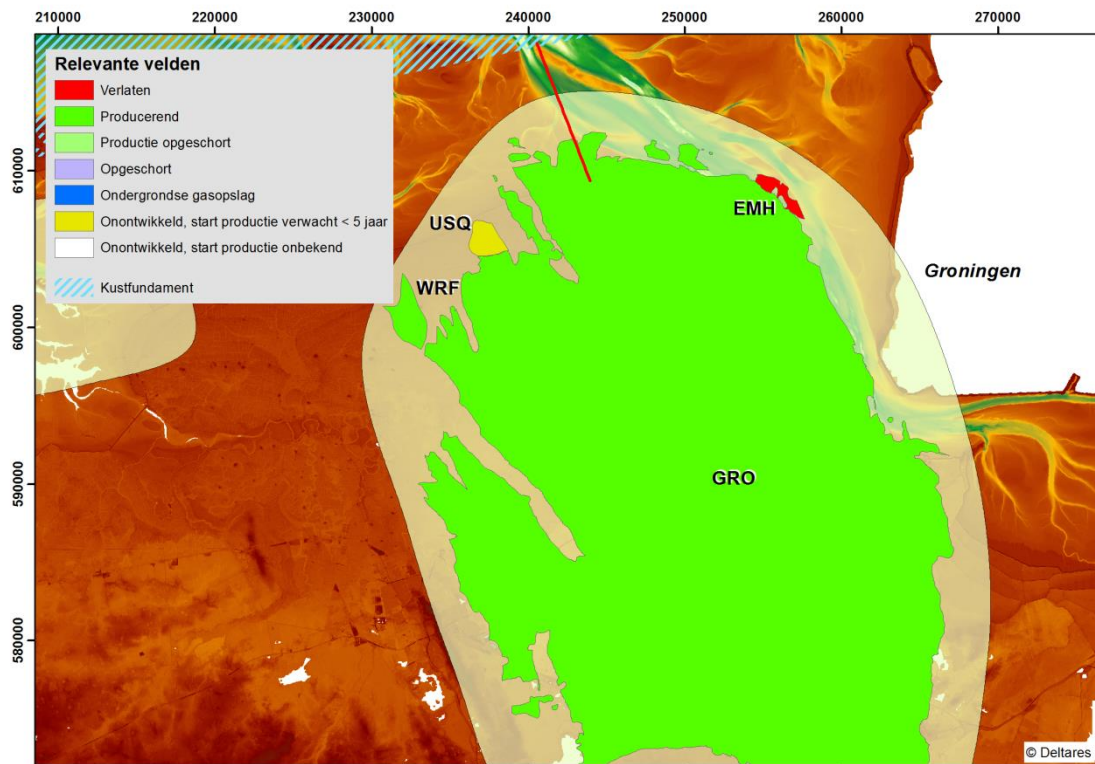 210000
220000
230000
240000
250000
260000
270000
Relevante velden
Verlaten
Producerend
Productie opgeschort
Opgeschort
Ondergrondse gasopslag
Onontwikkeld, start productie verwacht < 5 jaar
Onontwikkeld, start productie onbekend
Kustfundament
610000
600000
590000
580000
EMH
USQ
Groningen
WRF
GRO
© Deltares